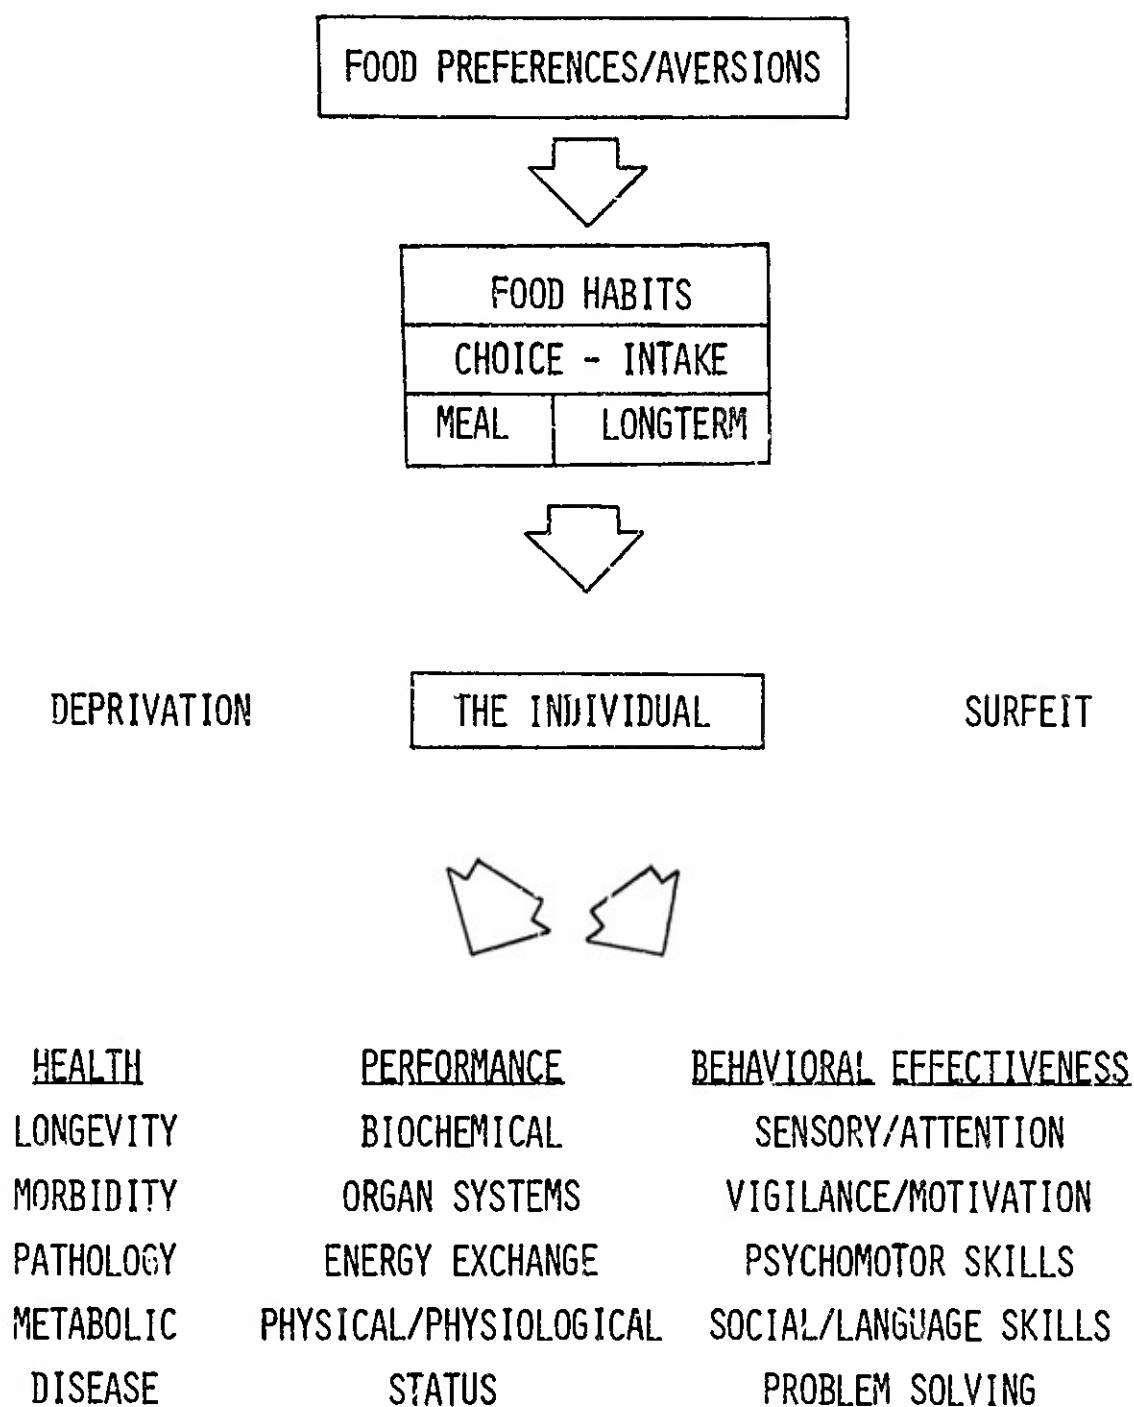 FOOD PREFERENCES/AVERSIONS
FOOD HABITS
CHOICE - INTAKE
MEAL LONGTERM
DEPRIVATION THE INDIVIDUAL SURFEIT
HEALTH PERFORMANCE BEHAVIORAL EFFECTIVENESS
LONGEVITY BIOCHEMICAL SENSORY/ATTENTION
MORBIDITY ORGAN SYSTEMS VIGILANCE/MOTIVATION
PATHOLOGY ENERGY EXCHANGE PSYCHOMOTOR SKILLS
METABOLIC PHYSICAL/PHYSIOLOGICAL SOCIAL/LANGUAGE SKILLS
DISEASE STATUS PROBLEM SOLVING